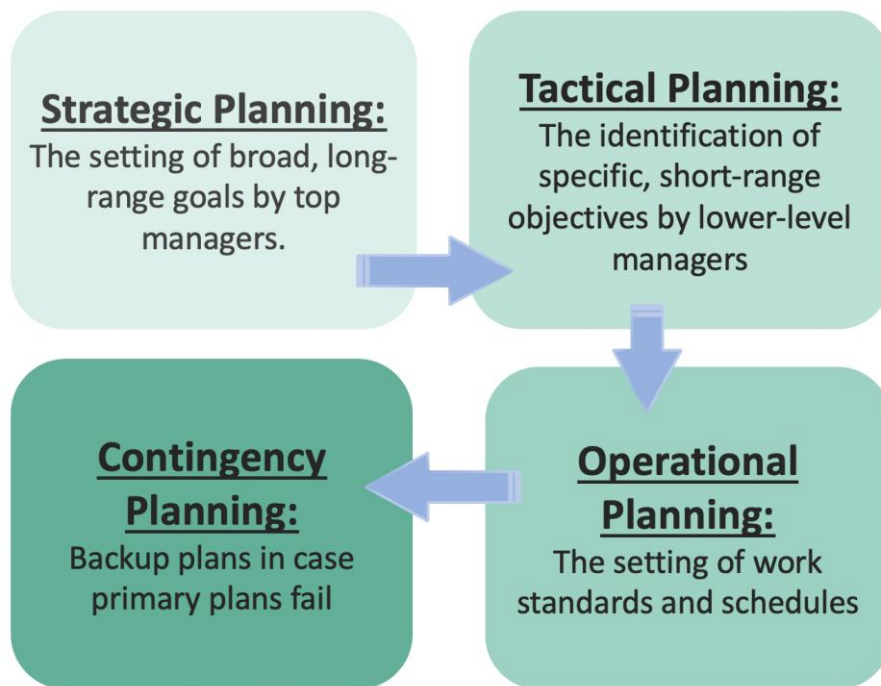 Strategic Planning:
The setting of broad, long-
range goals by top
managers.
Tactical Planning:
The identification of
specific, short-range
objectives by lower-level
managers
Operational
Planning:
The setting of work
standards and schedules
Contingency
Planning:
Backup plans in case
primary plans fail